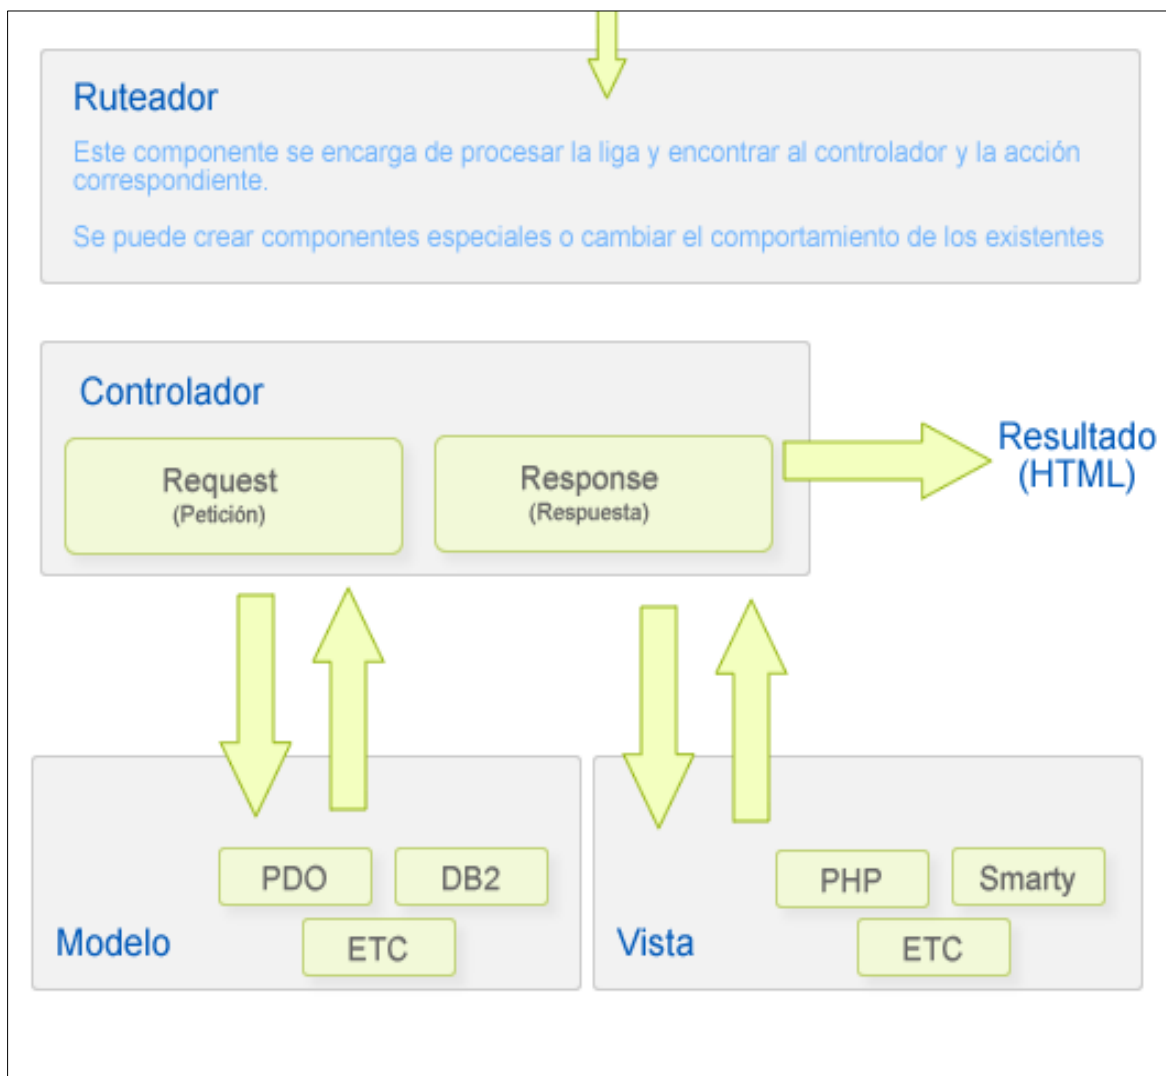 Ruteador
Este componente se encarga de procesar la liga y encontrar al controlador y la acción
correspondiente.
Se puede crear componentes especiales o cambiar el comportamiento de los existentes
Controlador
Request
(Petición)
Response
(Respuesta)
Resultado
(HTML)
PDO
DB2
ETC
Modelo
PHP
Smarty
ETC
Vista